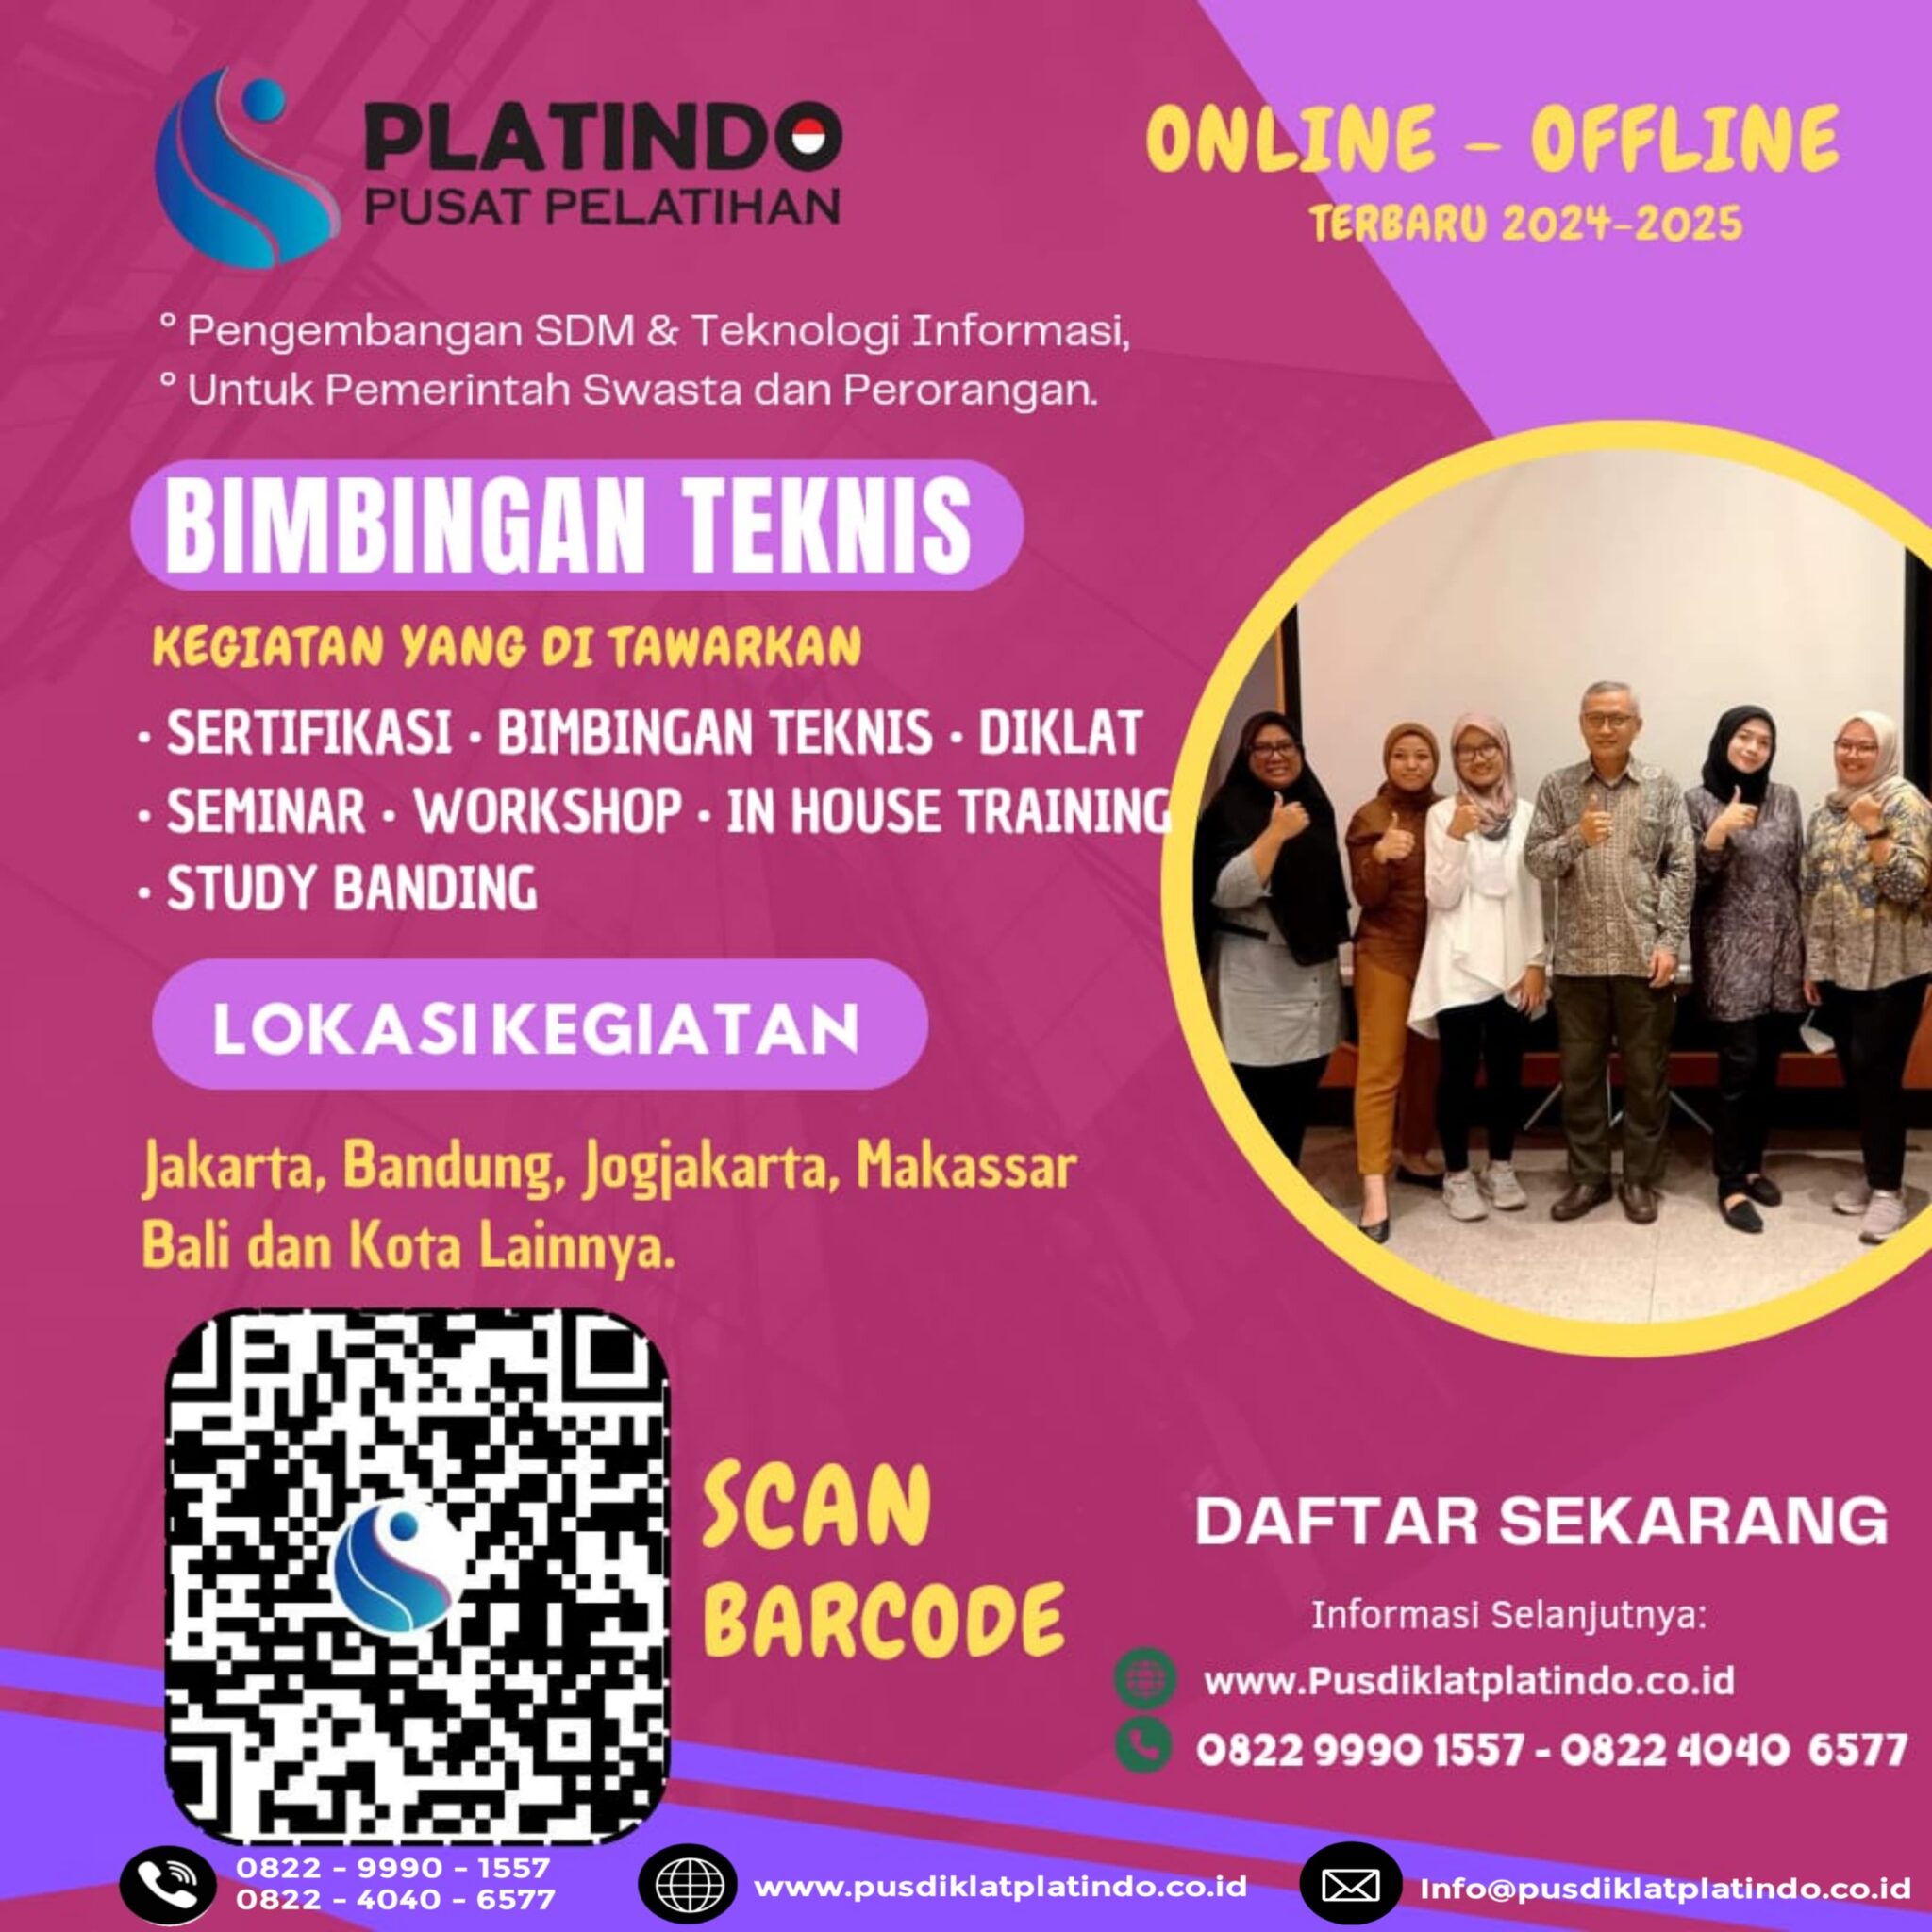 PLATINDO
PUSAT PELATIHAN
ONLINE - OFFLINE
TERBARU 2024-2025
° Pengembangan SDM & Teknologi Informasi,
° Untuk Pemerintah Swasta dan Perorangan.
BIMBINGAN TEKNIS
KEGIATAN YANG DI TAWARKAN
• SERTIFIKASI • BIMBINGAN TEKNIS • DIKLAT
• SEMINAR • WORKSHOP • IN HOUSE TRAINING
• STUDY BANDING
LOKASI KEGIATAN
Jakarta, Bandung, Jogjakarta, Makassar
Bali dan Kota Lainnya.
SCAN
BARCODE
DAFTAR SEKARANG
Informasi Selanjutnya:
www.Pusdiklatplatindo.co.id
0822 9990 1557 - 0822 4040 6577
0822 - 9990 - 1557
0822 - 4040 - 6577
www.pusdiklatplatindo.co.id
Info@pusdiklatplatindo.co.id